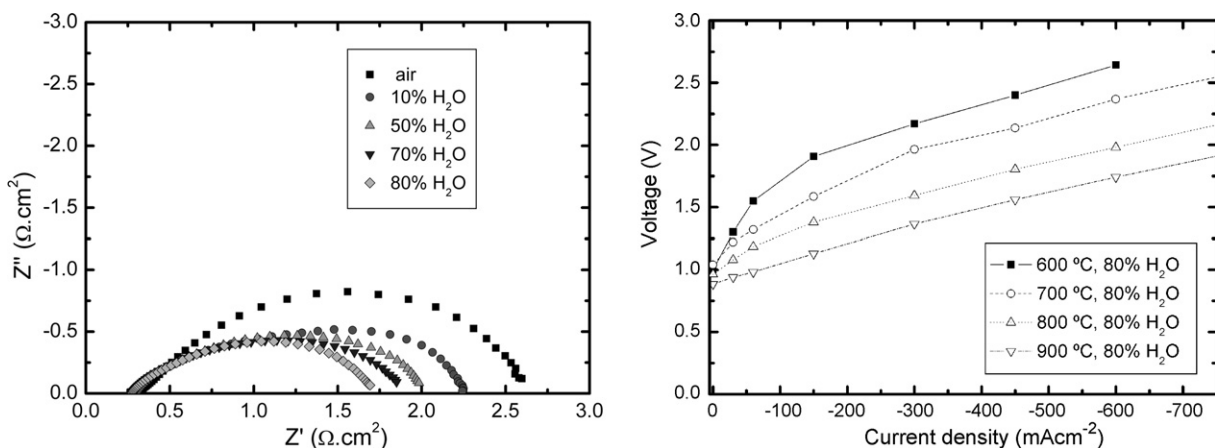 -3.0
-2.5
-2.0
-1.5
-1.0
-0.5
0.0
Z'' (Ω.cm²)
air
10% H₂O
50% H₂O
70% H₂O
80% H₂O
0.0 0.5 1.0 1.5 2.0 2.5 3.0
Z' (Ω.cm²)
3.0
2.5
2.0
1.5
1.0
0.5
0.0
Voltage (V)
600 ºC, 80% H₂O
700 ºC, 80% H₂O
800 ºC, 80% H₂O
900 ºC, 80% H₂O
0 -100 -200 -300 -400 -500 -600 -700
Current density (mAcm⁻²)